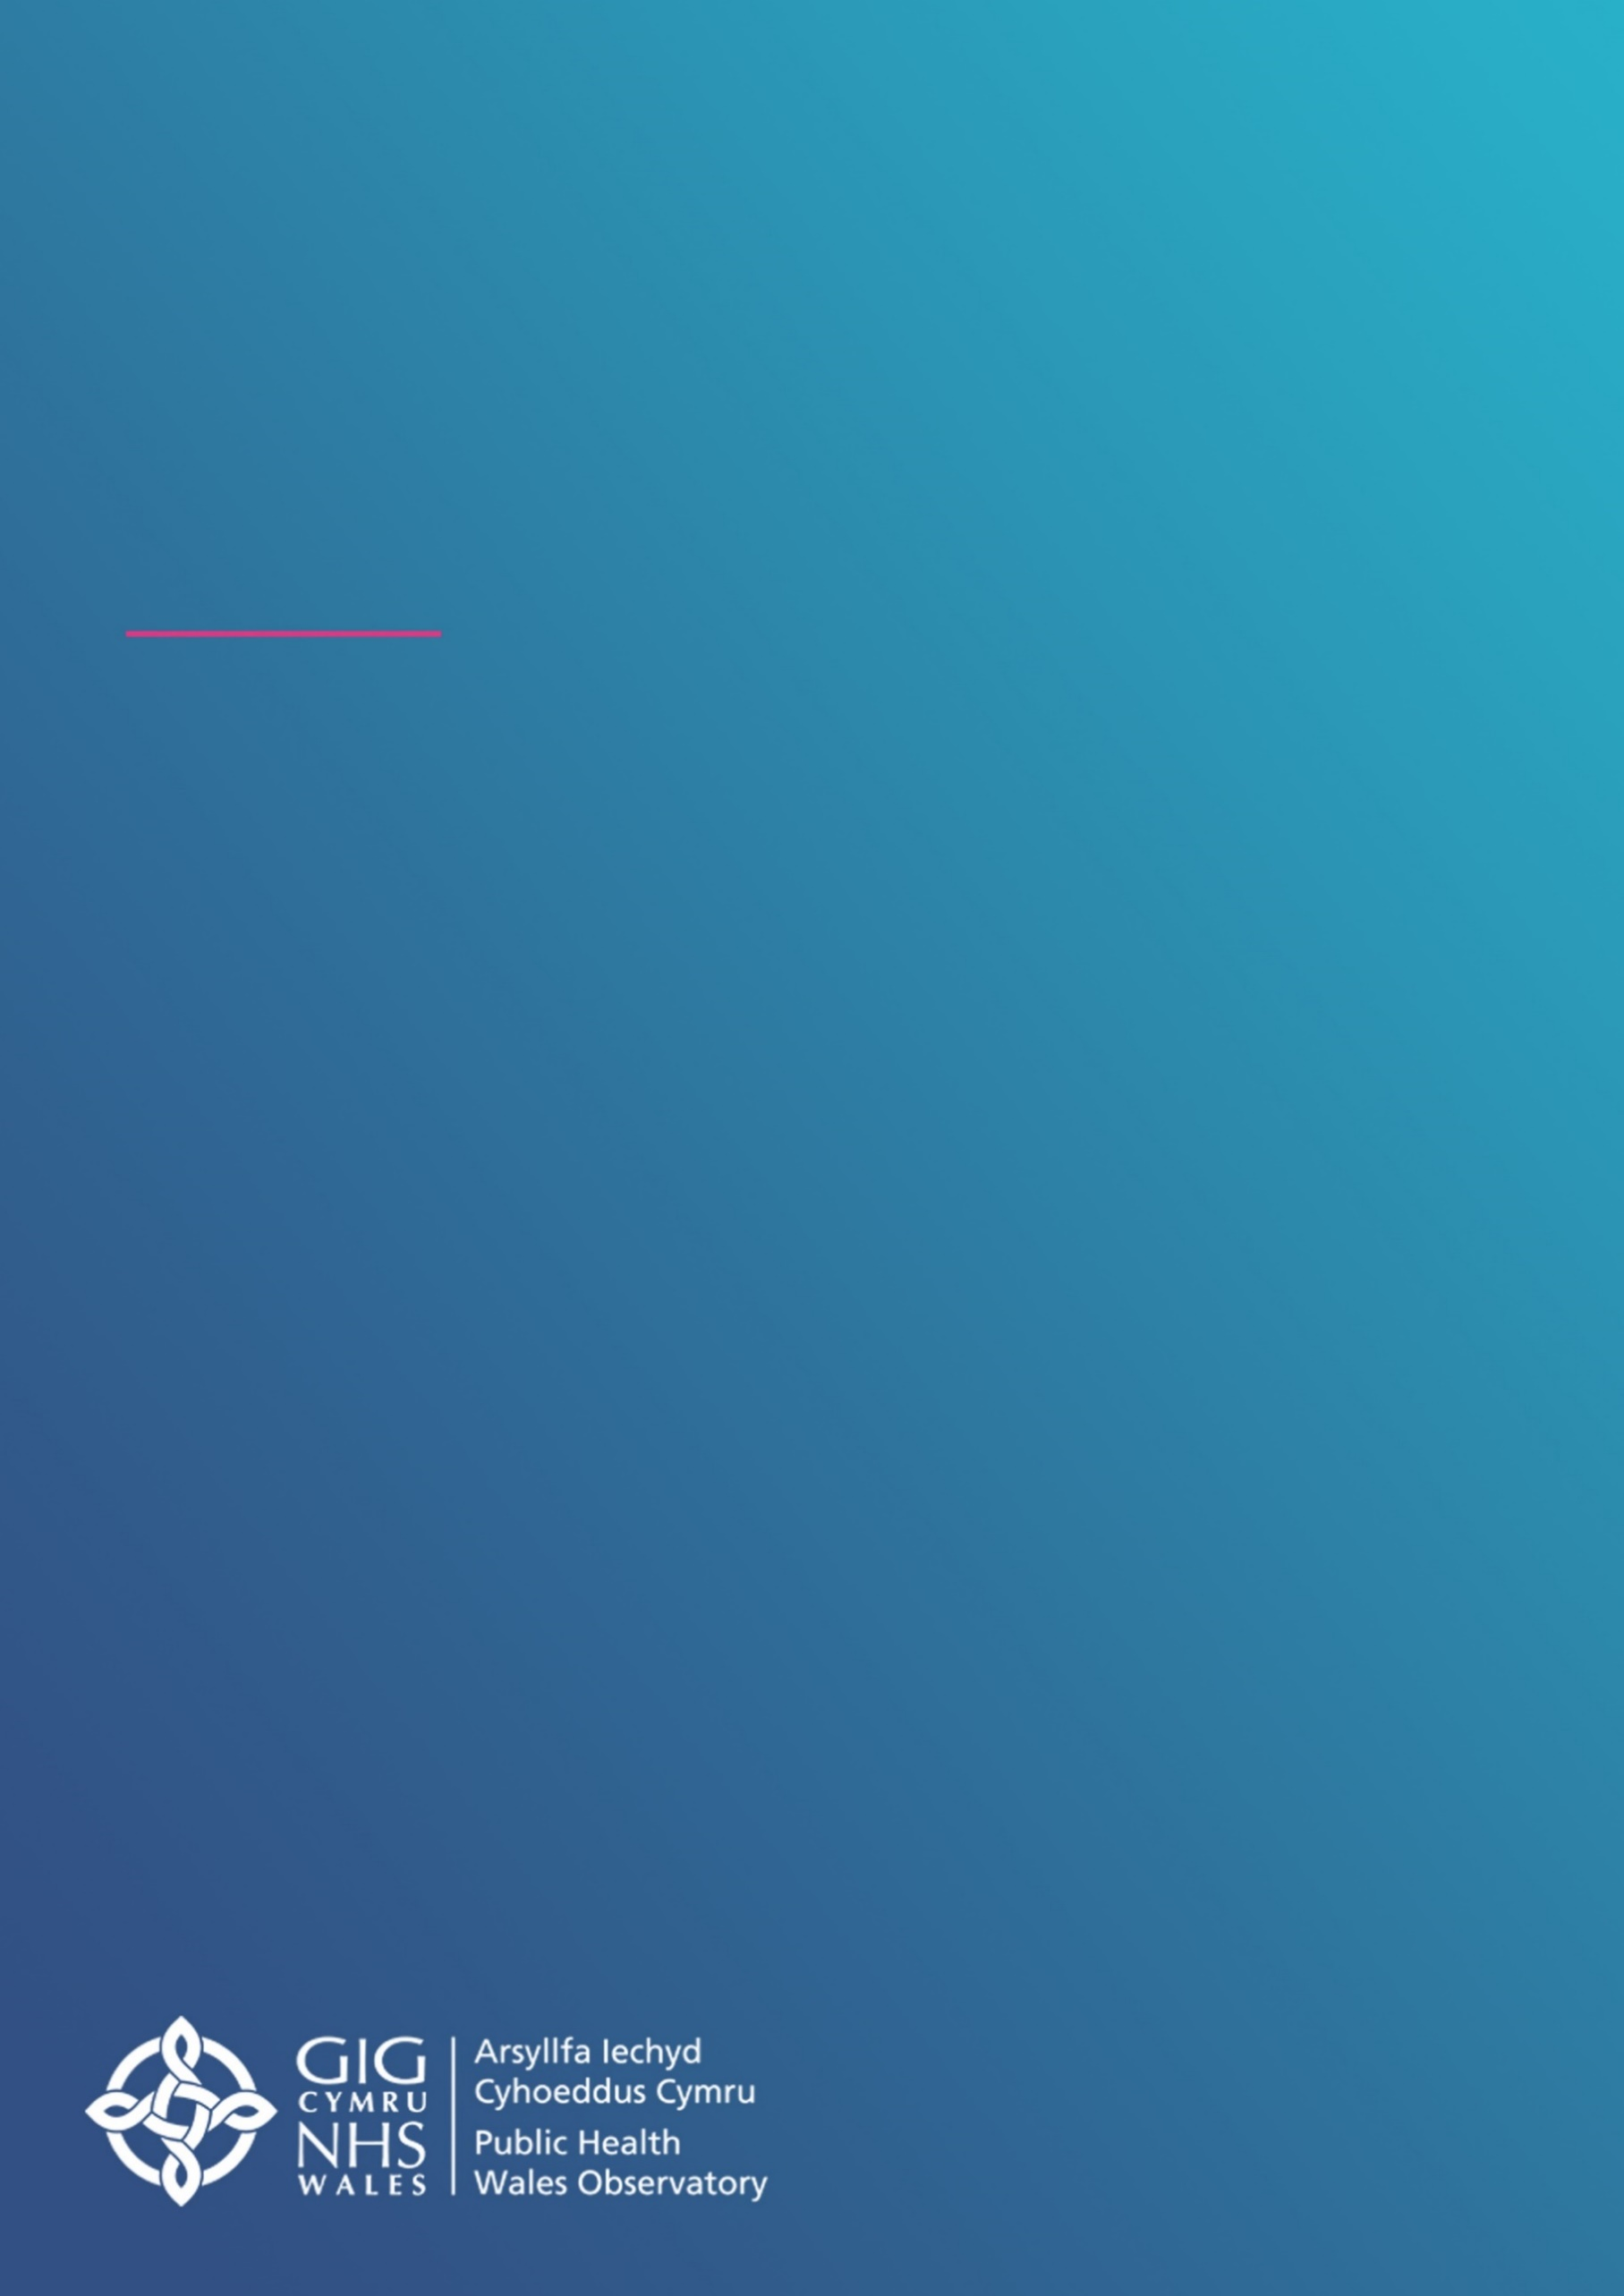 GIG
CYMRU
NHS
WALES
Arsyllfa Iechyd
Cyhoeddus Cymru
Public Health
Wales Observatory